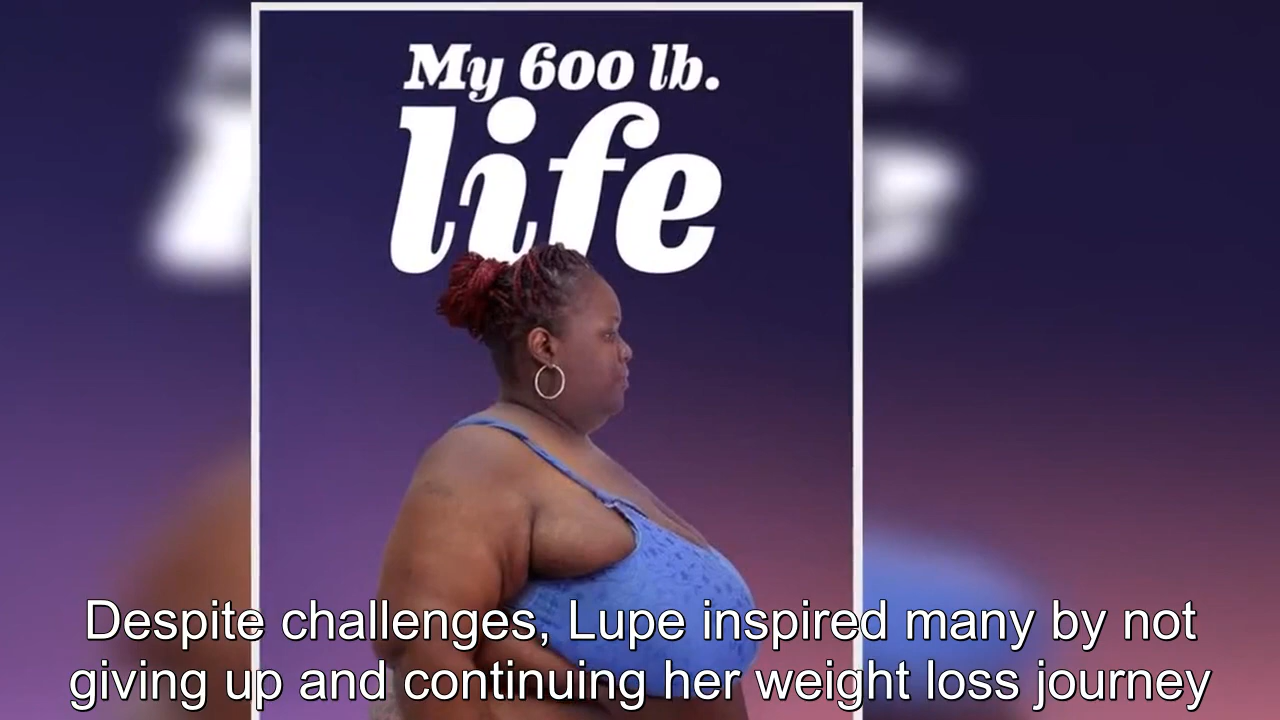 My 600 lb.
life
Despite challenges, Lupe inspired many by not
giving up and continuing her weight loss journey